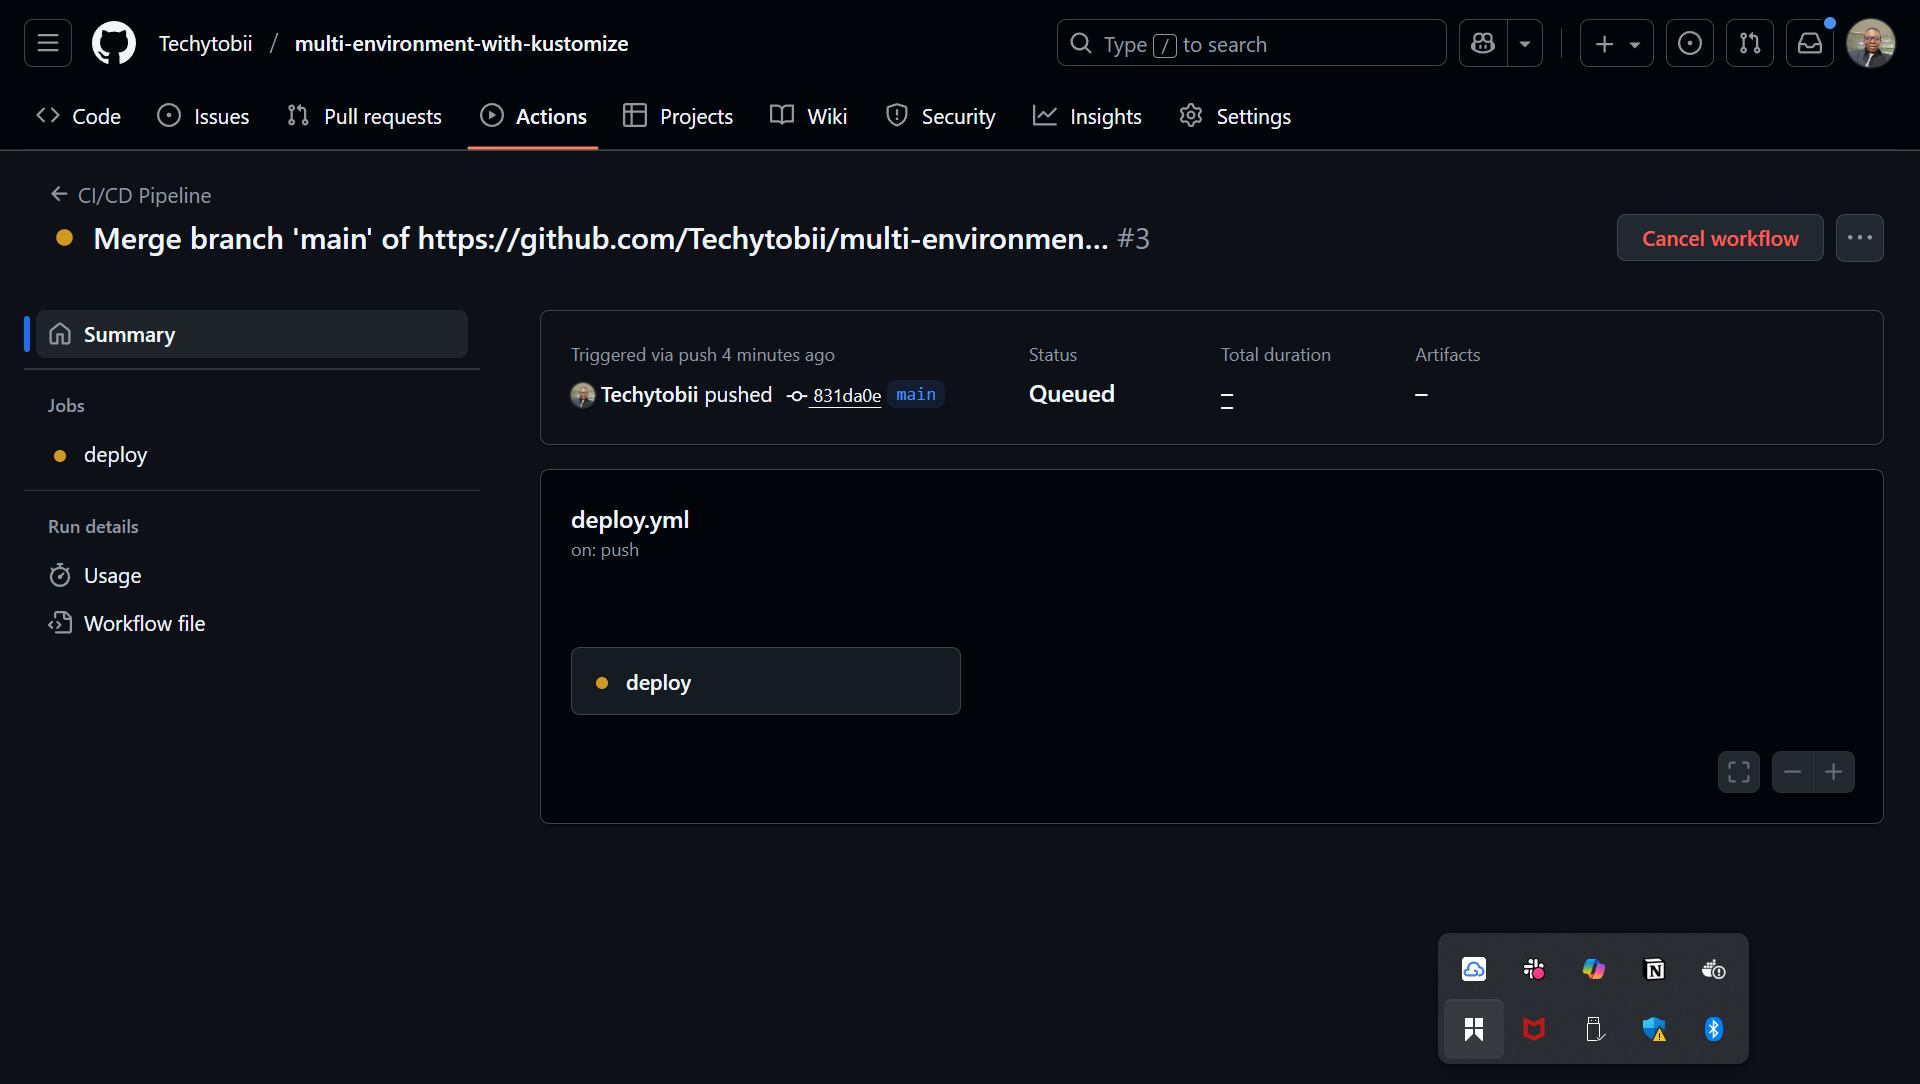 Techytobii / multi-environment-with-kustomize
Type / to search
Code
Issues
Pull requests
Actions
Projects
Wiki
Security
Insights
Settings
CI/CD Pipeline
Merge branch 'main' of https://github.com/Techytobii/multi-environmen... #3
Cancel workflow
Summary
Jobs
deploy
Run details
Usage
Workflow file
Triggered via push 4 minutes ago
Techytobii pushed 831da0e main
Status
Queued
Total duration
–
Artifacts
–
deploy.yml
on: push
deploy